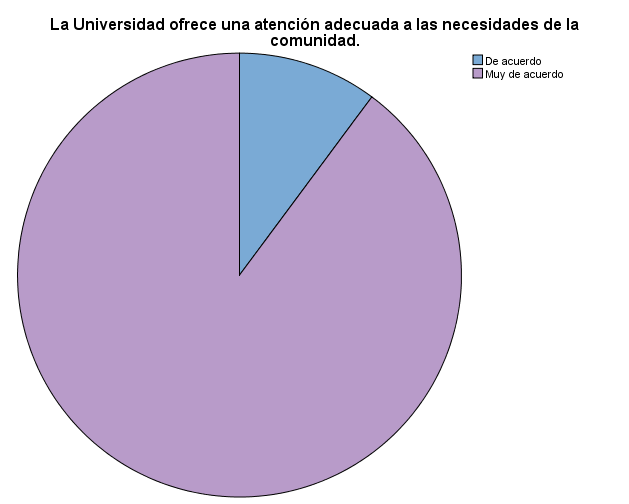 La Universidad ofrece una atención adecuada a las necesidades de la
comunidad.
De acuerdo
Muy de acuerdo